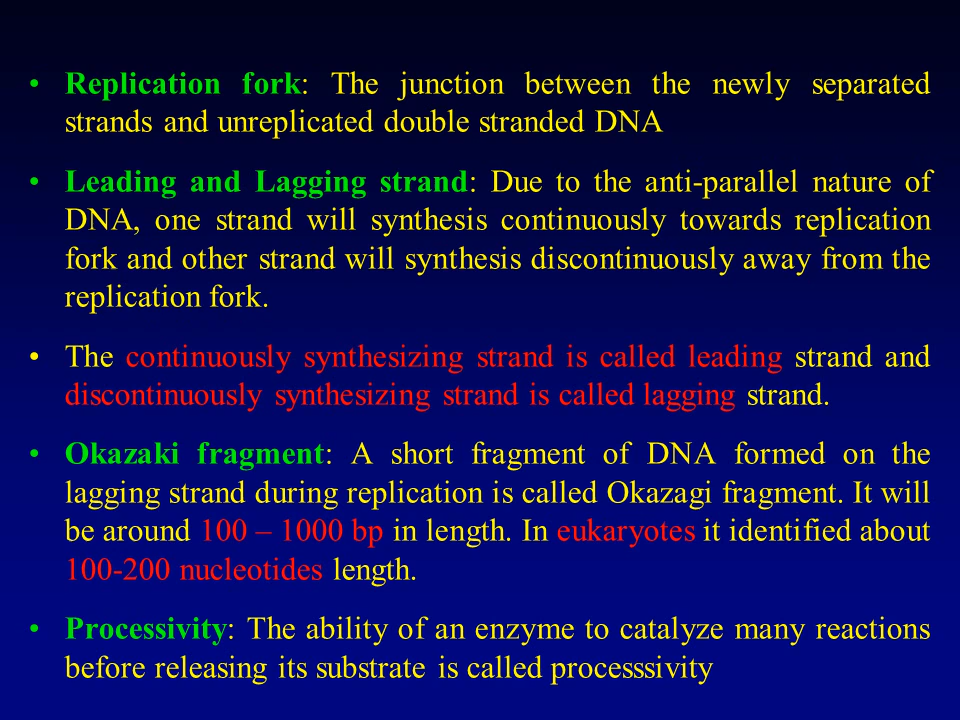 • Replication fork: The junction between the newly separated
strands and unreplicated double stranded DNA
• Leading and Lagging strand: Due to the anti-parallel nature of
DNA, one strand will synthesis continuously towards replication
fork and other strand will synthesis discontinuously away from the
replication fork.
• The continuously synthesizing strand is called leading strand and
discontinuously synthesizing strand is called lagging strand.
• Okazaki fragment: A short fragment of DNA formed on the
lagging strand during replication is called Okazagi fragment. It will
be around 100 – 1000 bp in length. In eukaryotes it identified about
100-200 nucleotides length.
• Processivity: The ability of an enzyme to catalyze many reactions
before releasing its substrate is called processsivity